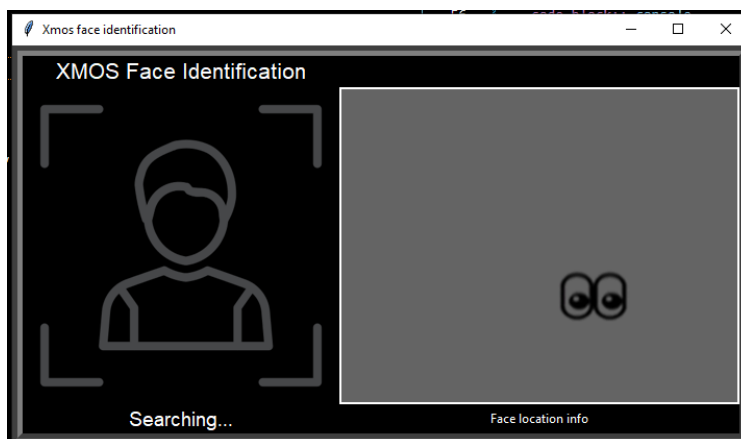 Xmos face identification
XMOS Face Identification
Searching...
Face location info